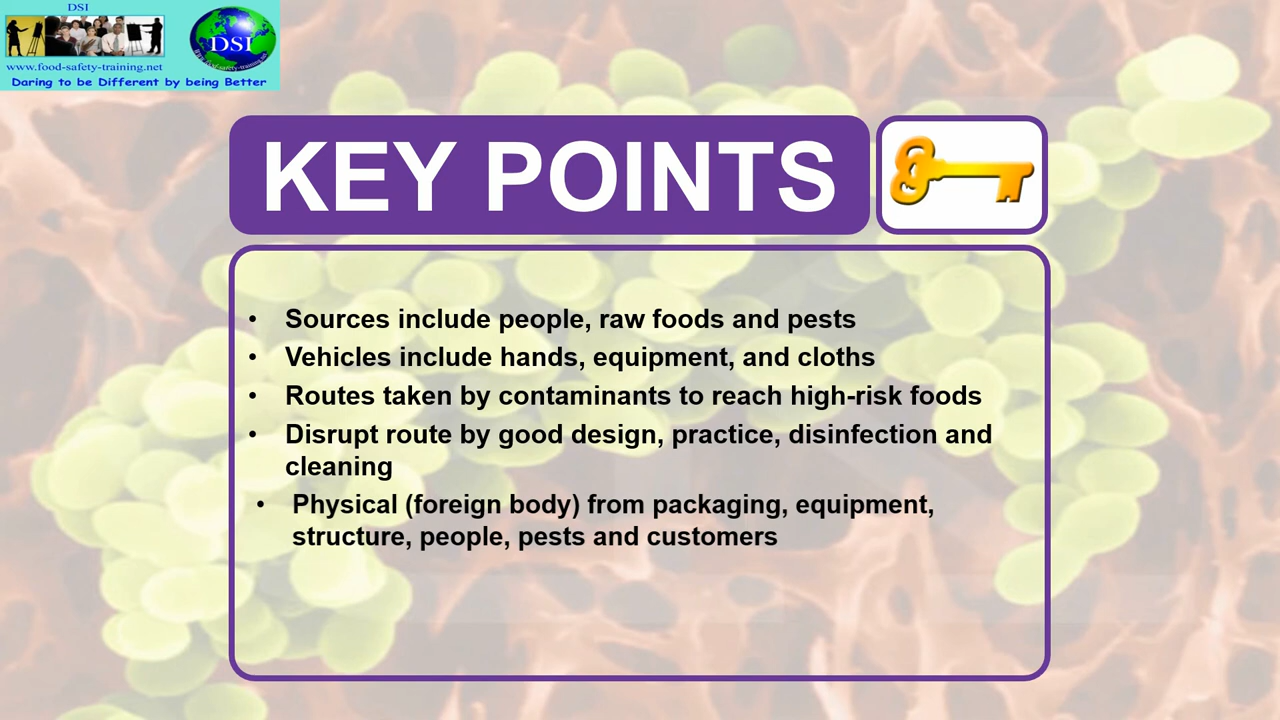 DSI
DSI
www.food-safety-training.net
Daring to be Different by being Better
KEY POINTS
• Sources include people, raw foods and pests
• Vehicles include hands, equipment, and cloths
• Routes taken by contaminants to reach high-risk foods
• Disrupt route by good design, practice, disinfection and
cleaning
• Physical (foreign body) from packaging, equipment,
structure, people, pests and customers